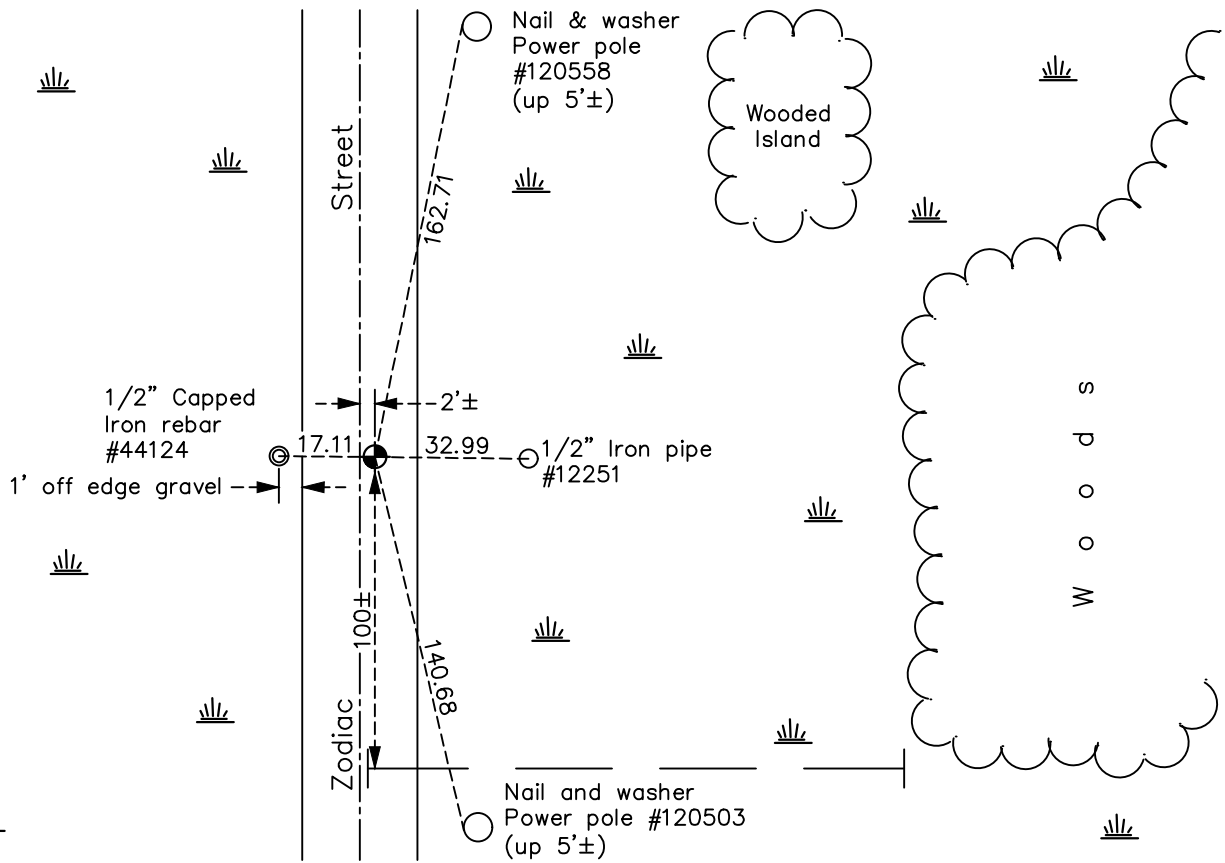 Nail & washer
Power pole
#120558
(up 5'±)
Wooded
Island
Street
162.71
1/2" Capped
Iron rebar
#44124
2'±
17.11
32.99
1/2" Iron pipe
#12251
1' off edge gravel
Woods
100±
140.68
Zodiac
Nail and washer
Power pole #120503
(up 5'±)